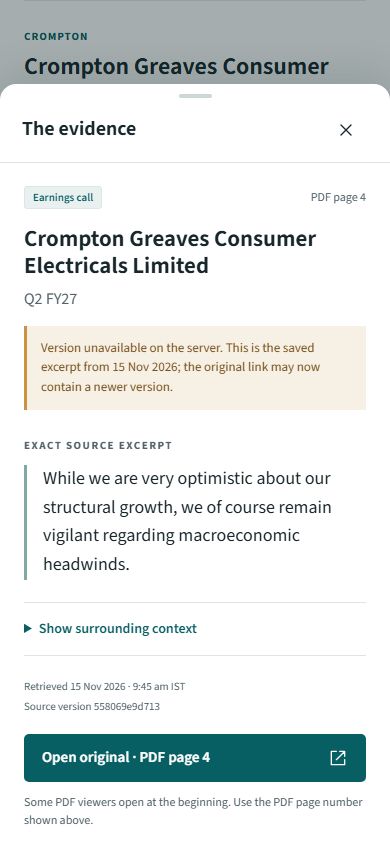 CROMPTON
Crompton Greaves Consumer
The evidence
Earnings call
PDF page 4
Crompton Greaves Consumer
Electricals Limited
Q2 FY27
Version unavailable on the server. This is the saved
excerpt from 15 Nov 2026; the original link may now
contain a newer version.
EXACT SOURCE EXCERPT
While we are very optimistic about our
structural growth, we of course remain
vigilant regarding macroeconomic
headwinds.
Show surrounding context
Retrieved 15 Nov 2026 · 9:45 am IST
Source version 558069e9d713
Open original · PDF page 4
Some PDF viewers open at the beginning. Use the PDF page number
shown above.